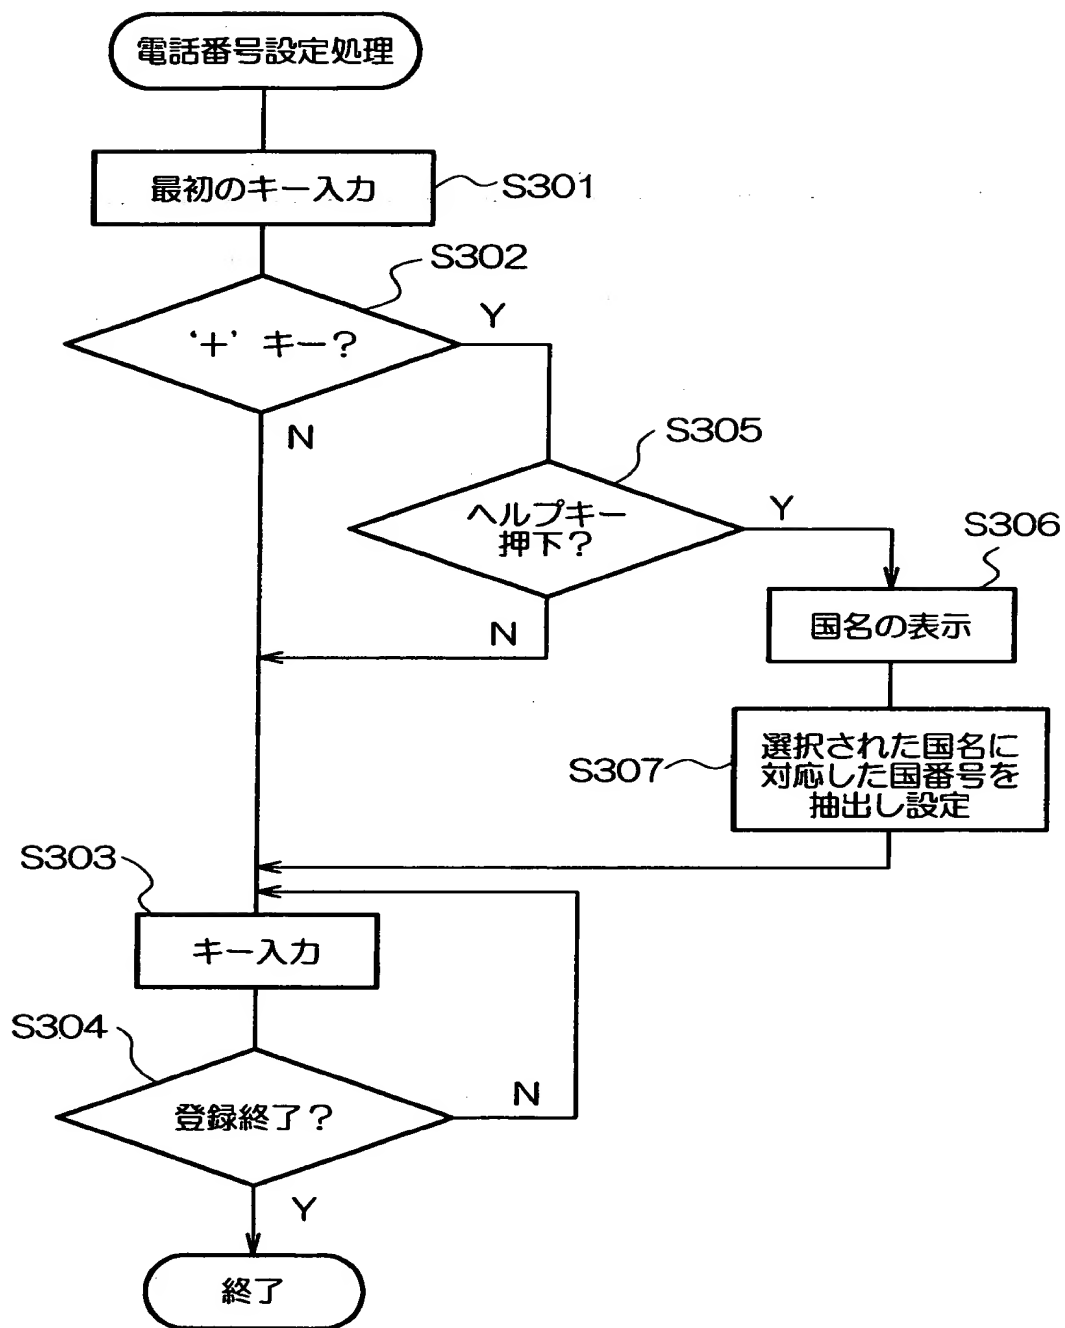 電話番号設定処理
最初のキー入力
S301
S302
'＋' キー？
Y
N
S305
ヘルプキー
押下？
Y
N
S306
国名の表示
S307
選択された国名に
対応した国番号を
抽出し設定
S303
キー入力
S304
登録終了？
N
Y
終了